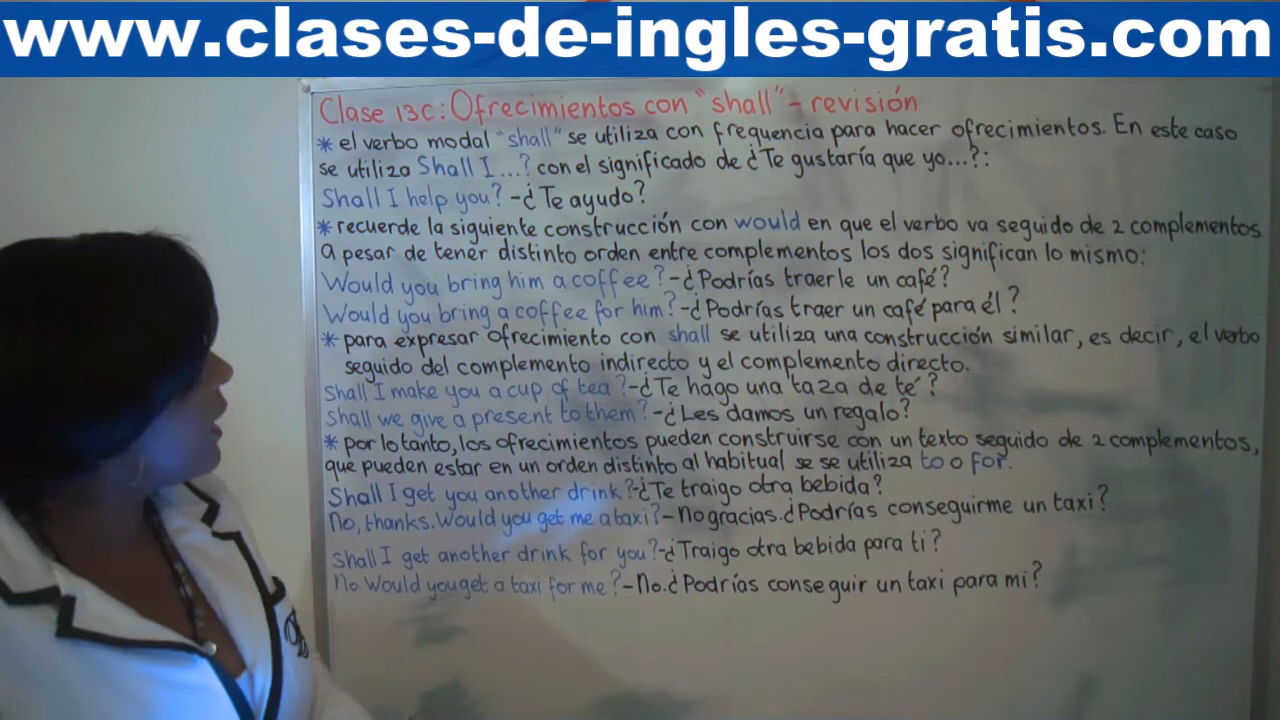 www.clases-de-ingles-gratis.com
Clase 13C: Ofrecimientos con "shall" - revisión
* el verbo modal "shall" se utiliza con frequencia para hacer ofrecimientos. En este caso
se utiliza Shall I...? con el significado de ¿Te gustaría que yo...?:
Shall I help you? - ¿Te ayudo?
* recuerde la siguiente construcción con would en que el verbo va seguido de 2 complementos
a pesar de tener distinto orden entre complementos los dos significan lo mismo:
Would you bring him a coffee? - ¿Podrías traerle un café?
Would you bring a coffee for him? - ¿Podrías traer un café para él?
* para expresar ofrecimiento con shall se utiliza una construcción similar, es decir, el verbo
seguido del complemento indirecto y el complemento directo.
Shall I make you a cup of tea? - ¿Te hago una taza de té?
Shall we give a present to them? - ¿Les damos un regalo?
* por lo tanto, los ofrecimientos pueden construirse con un texto seguido de 2 complementos,
que pueden estar en un orden distinto al habitual se se utiliza to o for.
Shall I get you another drink? - ¿Te traigo otra bebida?
No, thanks. Would you get me a taxi? - No gracias. ¿Podrías conseguirme un taxi?
Shall I get another drink for you? - ¿Traigo otra bebida para ti?
No. Would you get a taxi for me? - No. ¿Podrías conseguir un taxi para mi?